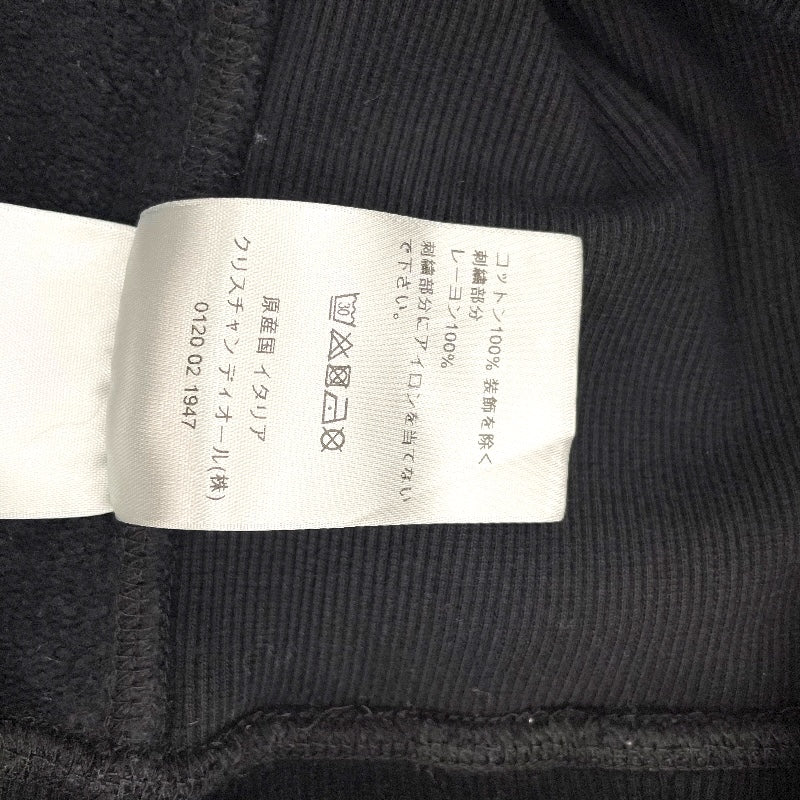 コットン100% 装飾を除く
刺繍部分
レーヨン100%
刺繍部分にアイロンを当てない
で下さい。
30
原産国 イタリア
クリスチャン ディオール(株)
0120 02 1947